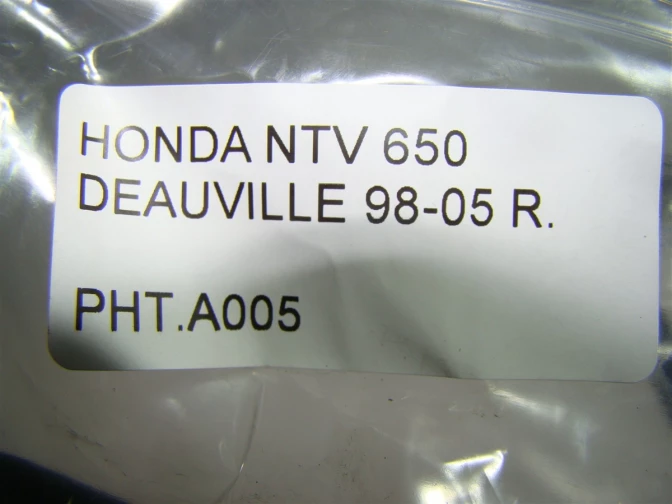 HONDA NTV 650
DEAUVILLE 98-05 R.
PHT.A005